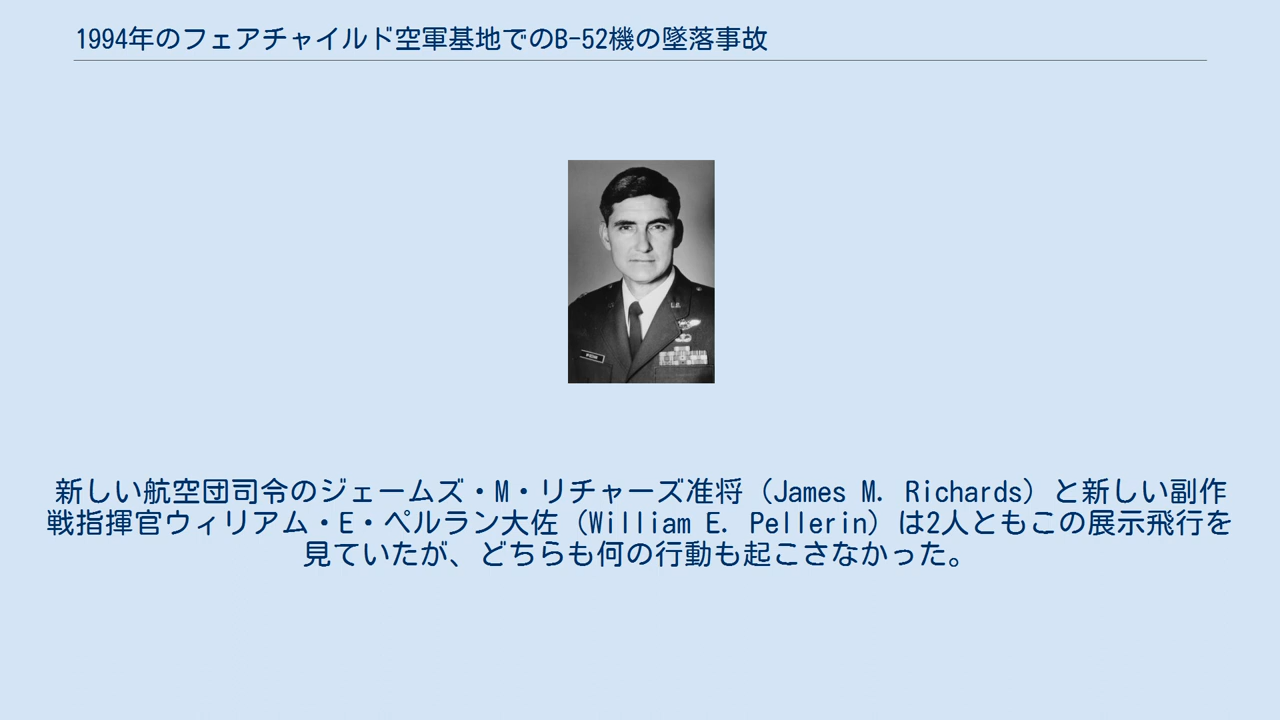 1994年のフェアチャイルド空軍基地でのB-52機の墜落事故
新しい航空団司令のジェームズ・M・リチャーズ准将（James M. Richards）と新しい副作
戦指揮官ウィリアム・E・ペルラン大佐（William E. Pellerin）は2人ともこの展示飛行を
見ていたが、どちらも何の行動も起こさなかった。